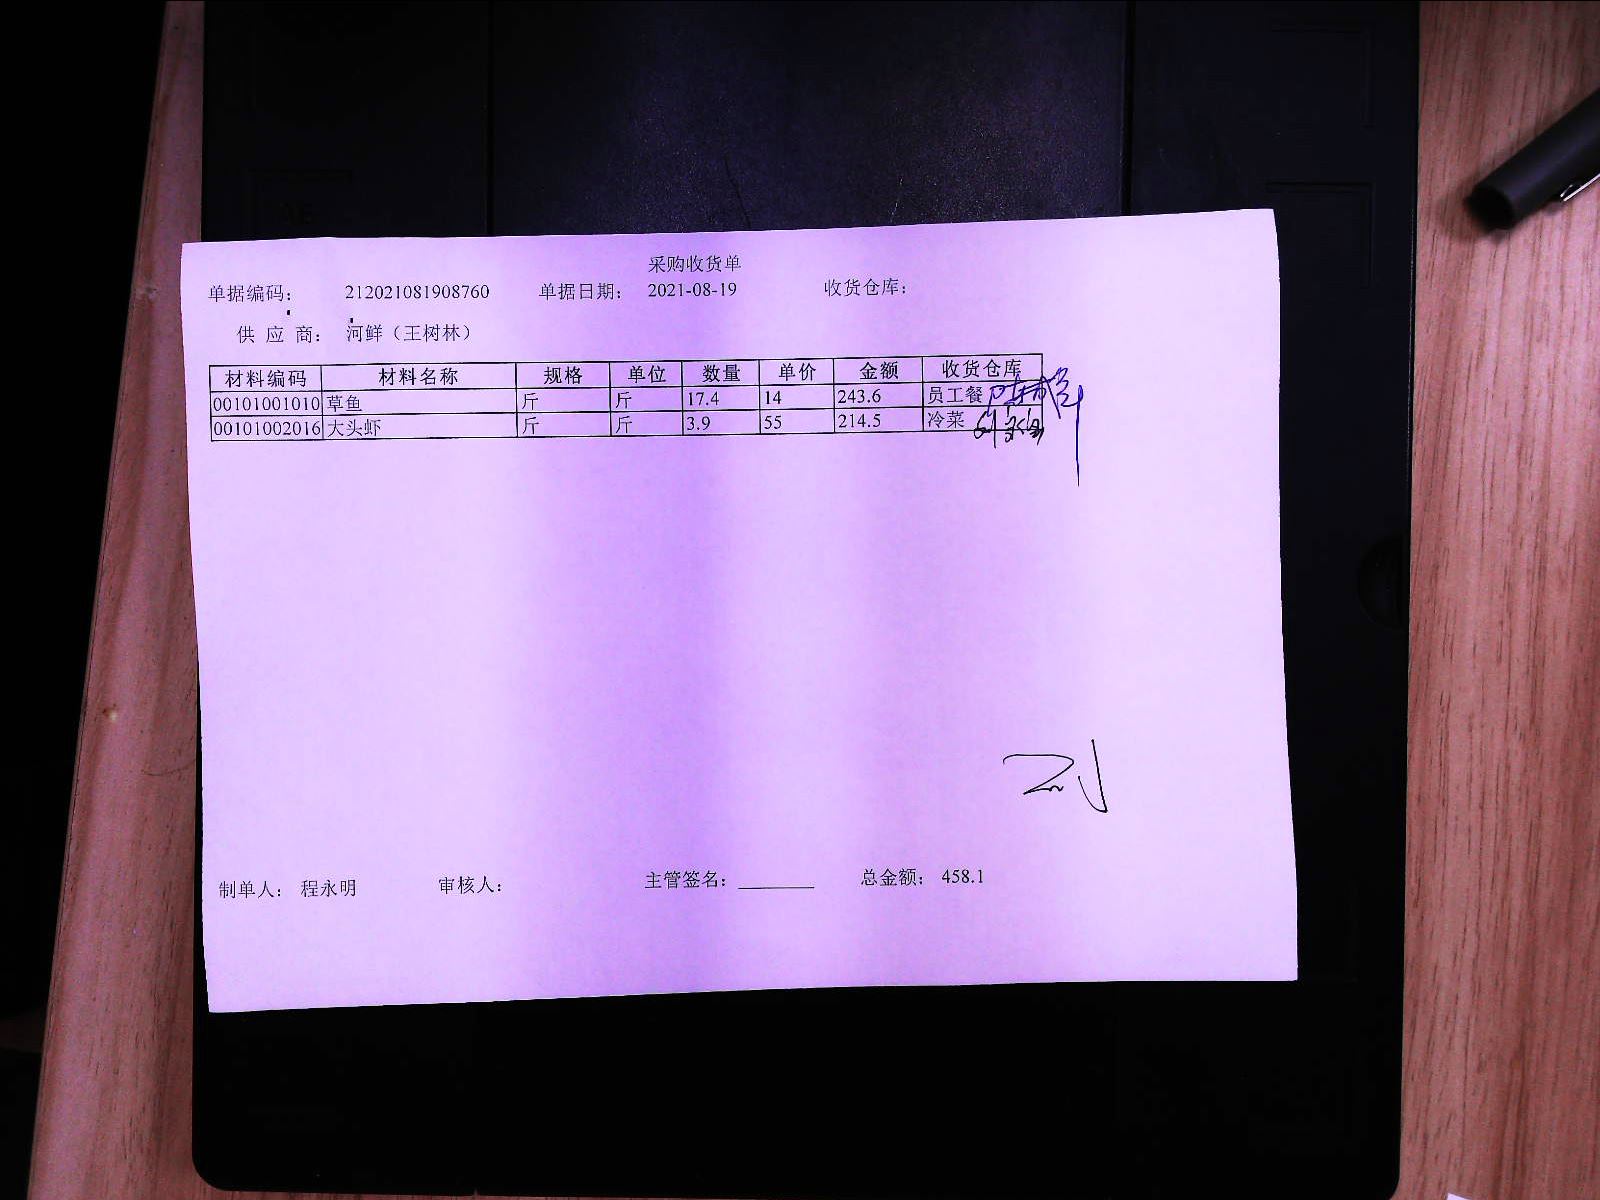 采购收货单
单据编码： 212021081908760 单据日期： 2021-08-19 收货仓库：
供 应 商： 河鲜（王树林）
材料编码 材料名称 规格 单位 数量 单价 金额 收货仓库
00101001010 草鱼 斤 斤 17.4 14 243.6 员工餐
00101002016 大头虾 斤 斤 3.9 55 214.5 冷菜
制单人： 程永明 审核人： 主管签名： 总金额： 458.1